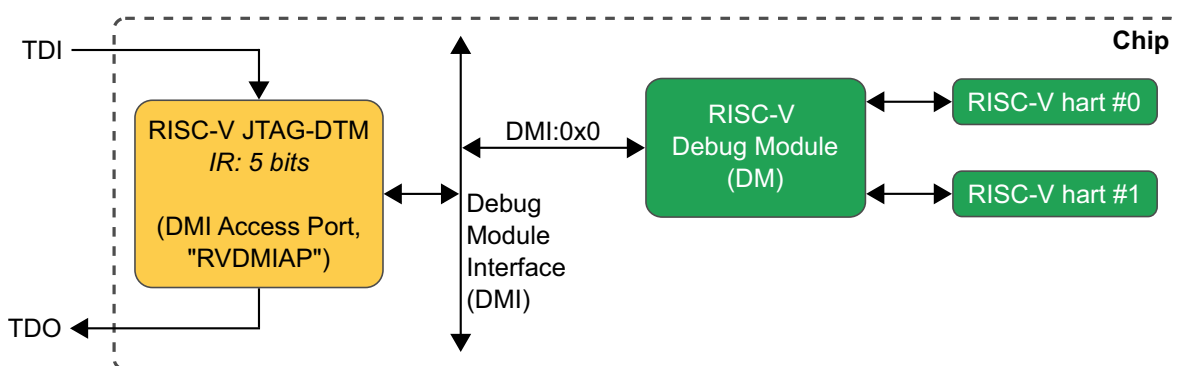 Chip
TDI
RISC-V JTAG-DTM
IR: 5 bits
(DMI Access Port,
"RVDMIAP")
TDO
DMI:0x0
Debug
Module
Interface
(DMI)
RISC-V
Debug Module
(DM)
RISC-V hart #0
RISC-V hart #1